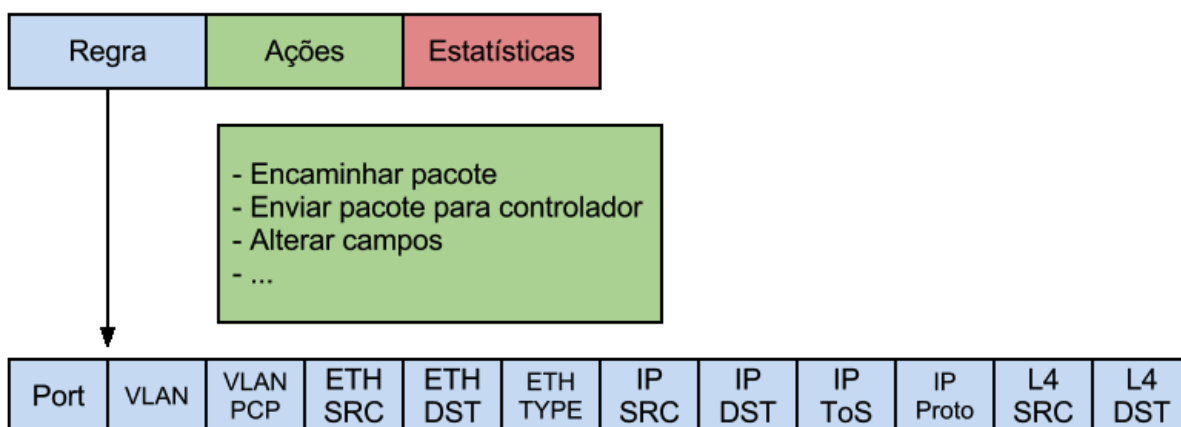 Regra Ações Estatísticas
- Encaminhar pacote
- Enviar pacote para controlador
- Alterar campos
- ...
Port VLAN VLAN PCP ETH SRC ETH DST ETH TYPE IP SRC IP DST IP ToS IP Proto L4 SRC L4 DST